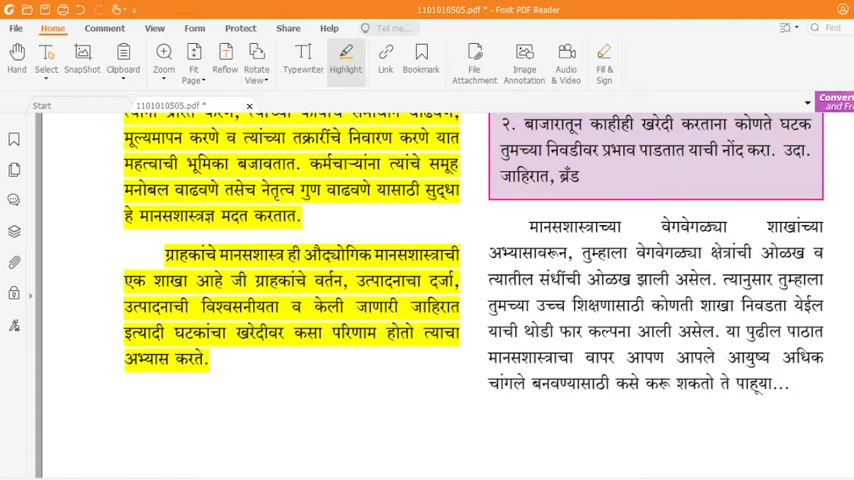 1101010505.pdf * - Foxit PDF Reader
File Home Comment View Form Protect Share Help Tell me... Find
Hand Select SnapShot Clipboard Zoom Fit Page Reflow Rotate View Typewriter Highlight Link Bookmark File Attachment Image Annotation Audio & Video Fill & Sign
Start 1101010505.pdf * Convert
and Fre
मूल्यमापन करणे व त्यांच्या तक्रारींचे निवारण करणे यात
महत्वाची भूमिका बजावतात. कर्मचाऱ्यांना त्यांचे समूह
मनोबल वाढवणे तसेच नेतृत्व गुण वाढवणे यासाठी सुद्धा
हे मानसशास्त्रज्ञ मदत करतात.
ग्राहकांचे मानसशास्त्र ही औद्योगिक मानसशास्त्राची
एक शाखा आहे जी ग्राहकांचे वर्तन, उत्पादनाचा दर्जा,
उत्पादनाची विश्वसनीयता व केली जाणारी जाहिरात
इत्यादी घटकांचा खरेदीवर कसा परिणाम होतो त्याचा
अभ्यास करते.
२. बाजारातून काहीही खरेदी करताना कोणते घटक
तुमच्या निवडीवर प्रभाव पाडतात याची नोंद करा. उदा.
जाहिरात, ब्रँड
मानसशास्त्राच्या वेगवेगळ्या शाखांच्या
अभ्यासावरून, तुम्हाला वेगवेगळ्या क्षेत्रांची ओळख व
त्यातील संधींची ओळख झाली असेल. त्यानुसार तुम्हाला
तुमच्या उच्च शिक्षणासाठी कोणती शाखा निवडता येईल
याची थोडी फार कल्पना आली असेल. या पुढील पाठात
मानसशास्त्राचा वापर आपण आपले आयुष्य अधिक
चांगले बनवण्यासाठी कसे करू शकतो ते पाहूया...